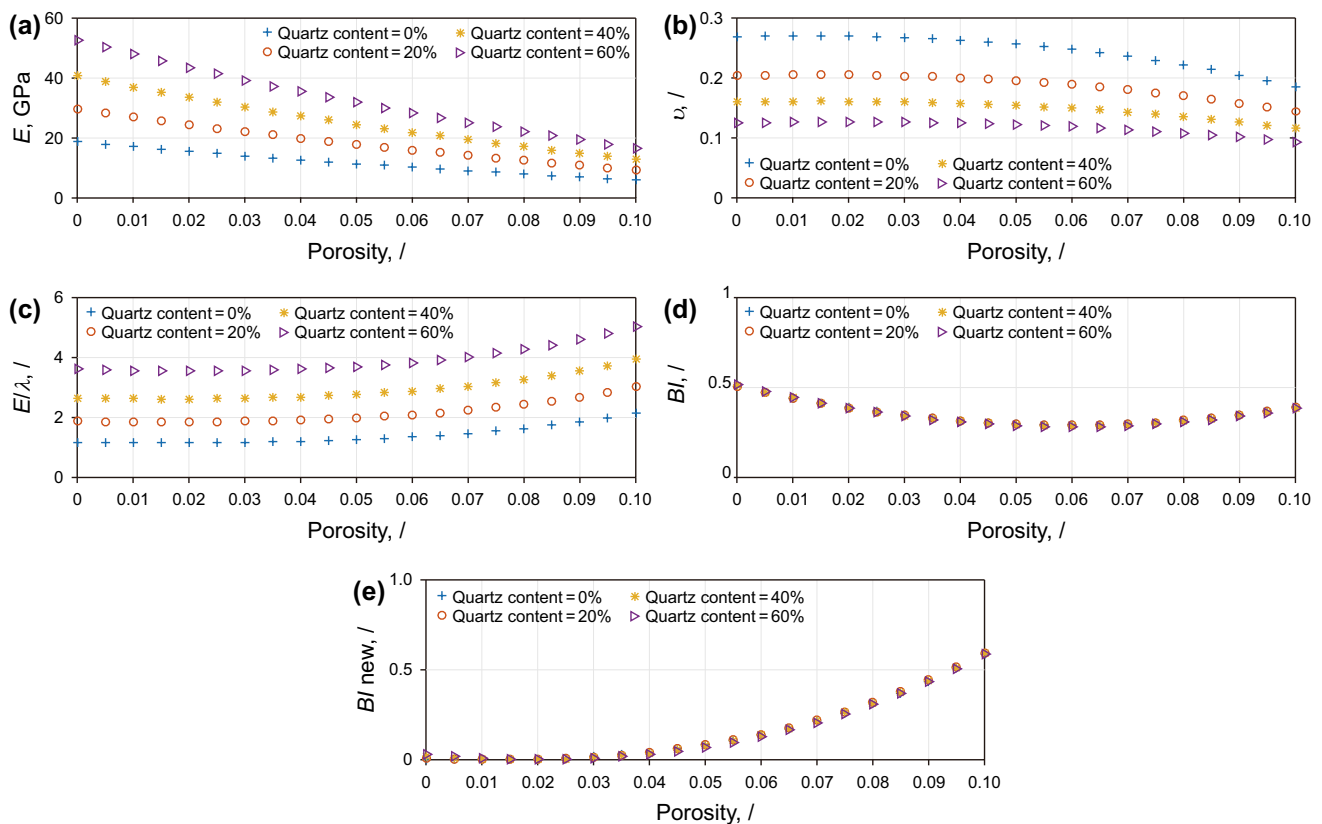 (a)
60
40
20
0
E, GPa
Quartz content = 0%
Quartz content = 20%
Quartz content = 40%
Quartz content = 60%
0 0.01 0.02 0.03 0.04 0.05 0.06 0.07 0.08 0.09 0.10
Porosity, /
(b)
0.3
0.2
0.1
0
υ, /
Quartz content = 0%
Quartz content = 20%
Quartz content = 40%
Quartz content = 60%
0 0.01 0.02 0.03 0.04 0.05 0.06 0.07 0.08 0.09 0.10
Porosity, /
(c)
6
4
2
0
E/λ, /
Quartz content = 0%
Quartz content = 20%
Quartz content = 40%
Quartz content = 60%
0 0.01 0.02 0.03 0.04 0.05 0.06 0.07 0.08 0.09 0.10
Porosity, /
(d)
1
0.5
0
BI, /
Quartz content = 0%
Quartz content = 20%
Quartz content = 40%
Quartz content = 60%
0 0.01 0.02 0.03 0.04 0.05 0.06 0.07 0.08 0.09 0.10
Porosity, /
(e)
1.0
0.5
0
BI new, /
Quartz content = 0%
Quartz content = 20%
Quartz content = 40%
Quartz content = 60%
0 0.01 0.02 0.03 0.04 0.05 0.06 0.07 0.08 0.09 0.10
Porosity, /